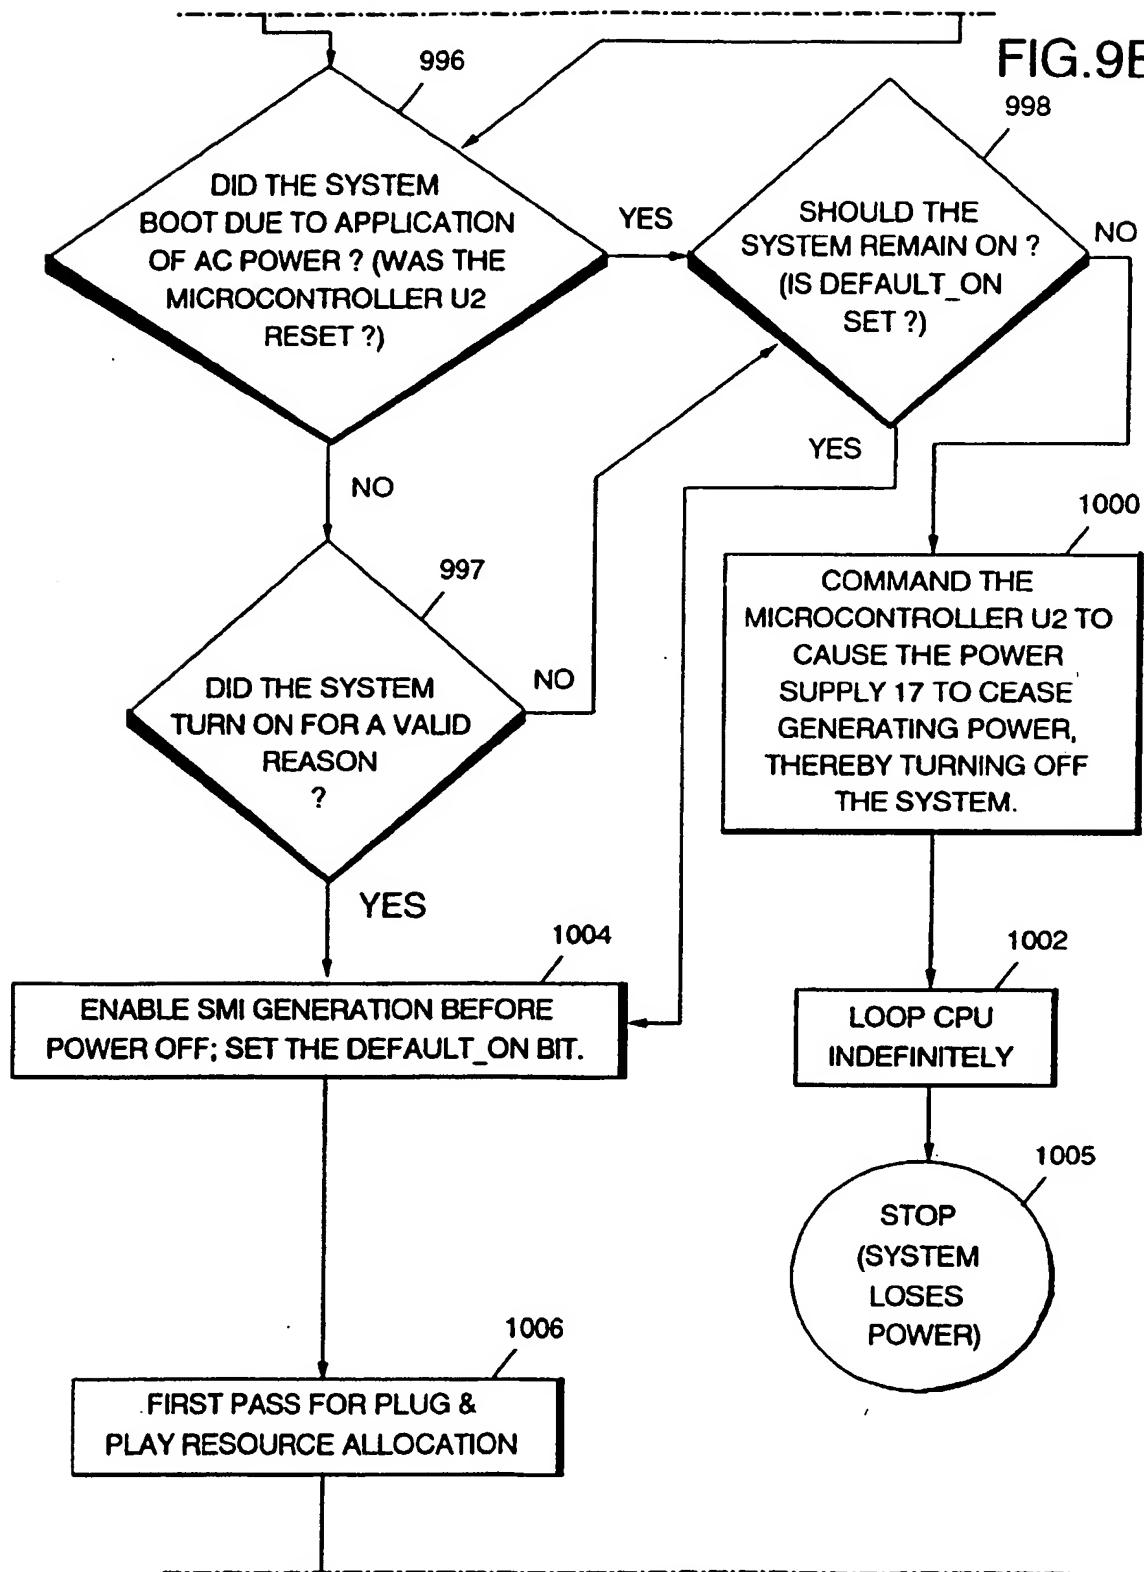 FIG.9B
996
DID THE SYSTEM
BOOT DUE TO APPLICATION
OF AC POWER ? (WAS THE
MICROCONTROLLER U2
RESET ?)
YES
998
SHOULD THE
SYSTEM REMAIN ON ?
(IS DEFAULT_ON
SET ?)
NO
YES
NO
997
DID THE SYSTEM
TURN ON FOR A VALID
REASON
?
NO
YES
1000
COMMAND THE
MICROCONTROLLER U2 TO
CAUSE THE POWER
SUPPLY 17 TO CEASE
GENERATING POWER,
THEREBY TURNING OFF
THE SYSTEM.
1004
ENABLE SMI GENERATION BEFORE
POWER OFF; SET THE DEFAULT_ON BIT.
1002
LOOP CPU
INDEFINITELY
1005
STOP
(SYSTEM
LOSES
POWER)
1006
FIRST PASS FOR PLUG &
PLAY RESOURCE ALLOCATION